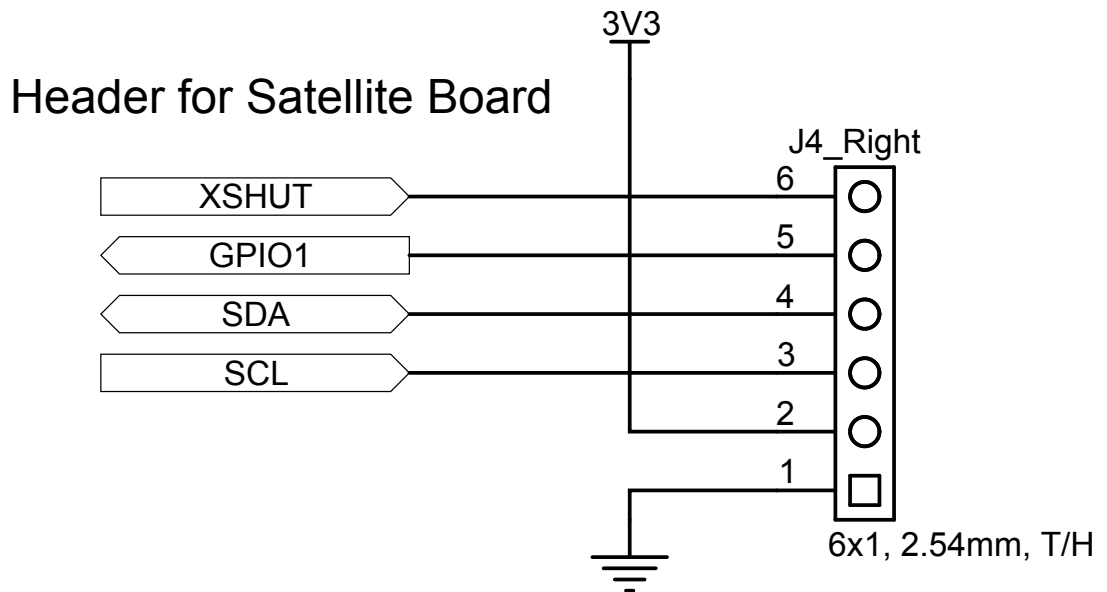 3V3
Header for Satellite Board
J4_Right
XSHUT 6
GPIO1 5
SDA 4
SCL 3
2
1
6x1, 2.54mm, T/H